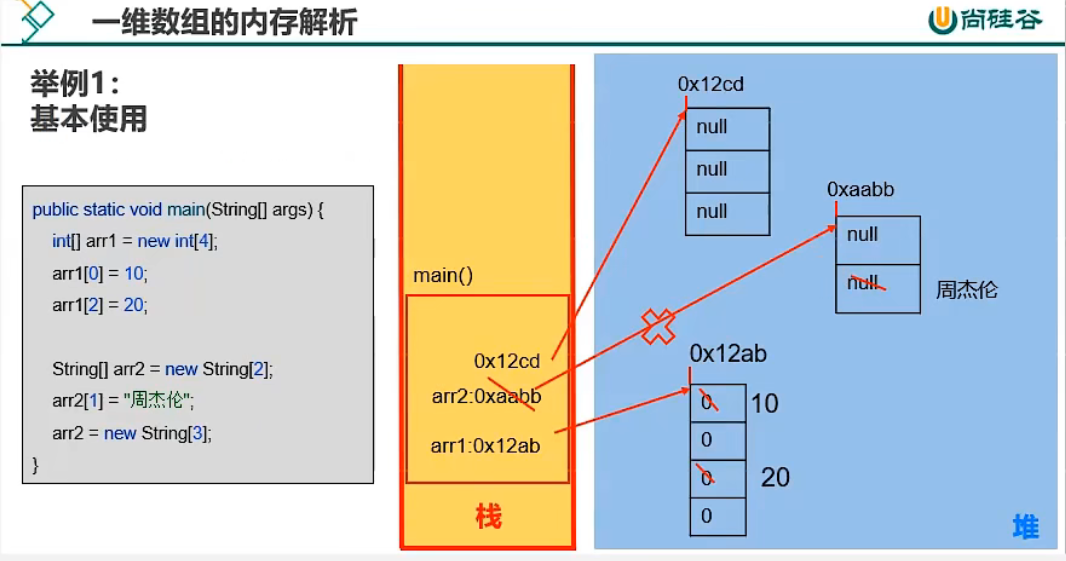 一维数组的内存解析
尚硅谷
举例1：
基本使用
public static void main(String[] args) {
int[] arr1 = new int[4];
arr1[0] = 10;
arr1[2] = 20;
String[] arr2 = new String[2];
arr2[1] = "周杰伦";
arr2 = new String[3];
}
main()
0x12cd
arr2:0xaabb
arr1:0x12ab
栈
0x12cd
null
null
null
0xaabb
null
null
周杰伦
0x12ab
0
10
0
0
20
0
堆